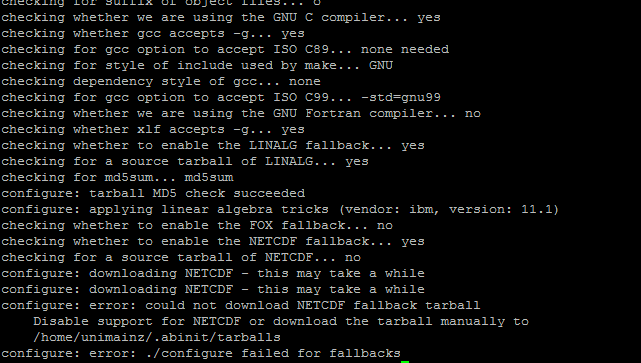 checking for suffix of object files... o
checking whether we are using the GNU C compiler... yes
checking whether gcc accepts -g... yes
checking for gcc option to accept ISO C89... none needed
checking for style of include used by make... GNU
checking dependency style of gcc... none
checking for gcc option to accept ISO C99... -std=gnu99
checking whether we are using the GNU Fortran compiler... no
checking whether xlf accepts -g... yes
checking whether to enable the LINALG fallback... yes
checking for a source tarball of LINALG... yes
checking for md5sum... md5sum
configure: tarball MD5 check succeeded
configure: applying linear algebra tricks (vendor: ibm, version: 11.1)
checking whether to enable the FOX fallback... no
checking whether to enable the NETCDF fallback... yes
checking for a source tarball of NETCDF... no
configure: downloading NETCDF - this may take a while
configure: downloading NETCDF - this may take a while
configure: error: could not download NETCDF fallback tarball
Disable support for NETCDF or download the tarball manually to
/home/unimainz/.abinit/tarballs
configure: error: ./configure failed for fallbacks